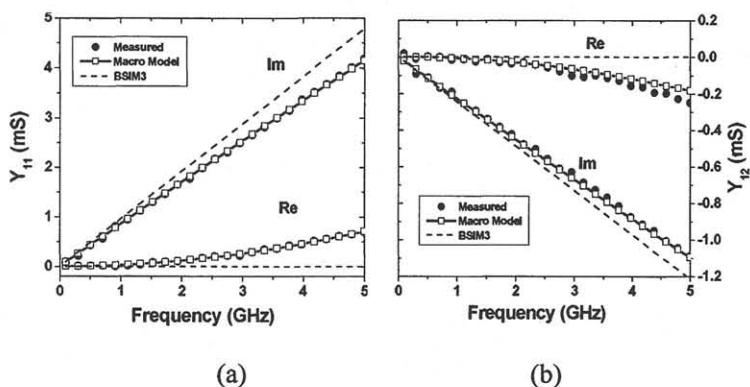 Measured
Macro Model
BSIM3
Im
Re
Y11 (mS)
5
4
3
2
1
0
0 1 2 3 4 5
Frequency (GHz)
(a)
Re
Im
Measured
Macro Model
BSIM3
0.2
0.0
-0.2
-0.4
-0.6
-0.8
-1.0
-1.2
Y12 (mS)
0 1 2 3 4 5
Frequency (GHz)
(b)